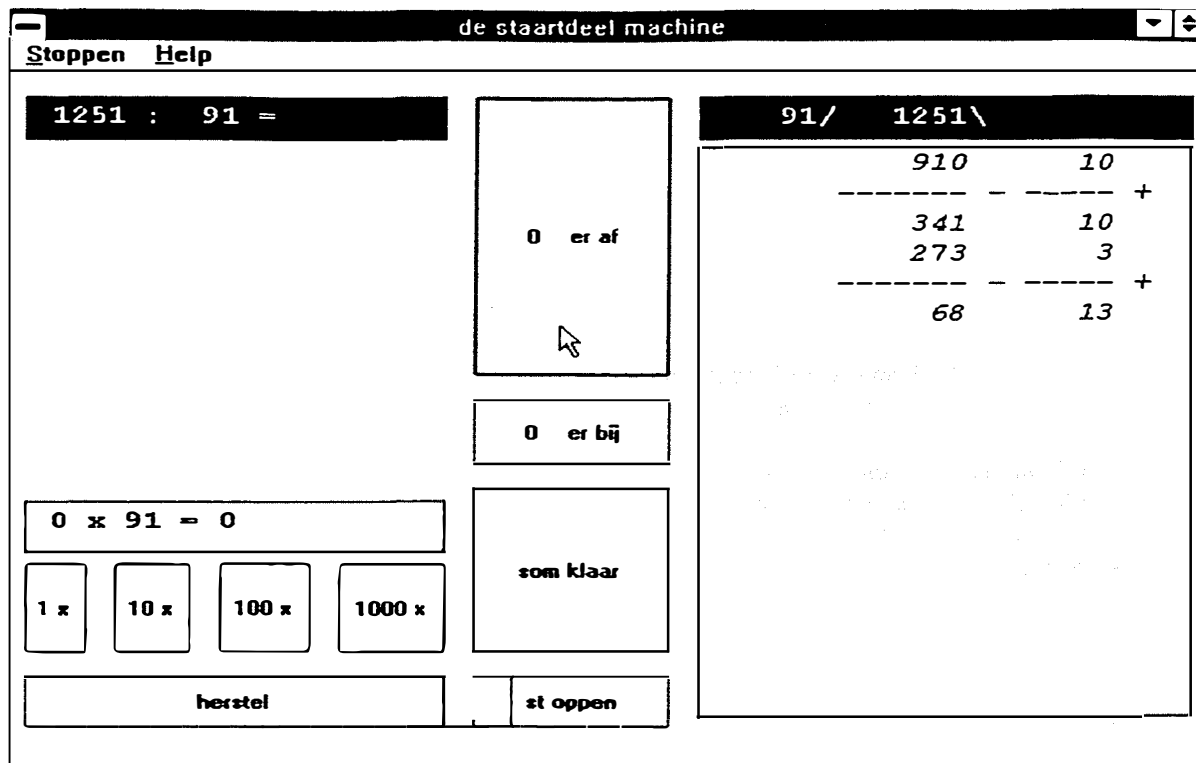 de staartdeel machine
Stoppen Help
1251 : 91 =
0 x 91 = 0
1 x 10 x 100 x 1000 x
herstel
0 er af
0 er bij
som klaar
st oppen
91/ 1251\
910 10
------- - ----- +
341 10
273 3
------- - ----- +
68 13